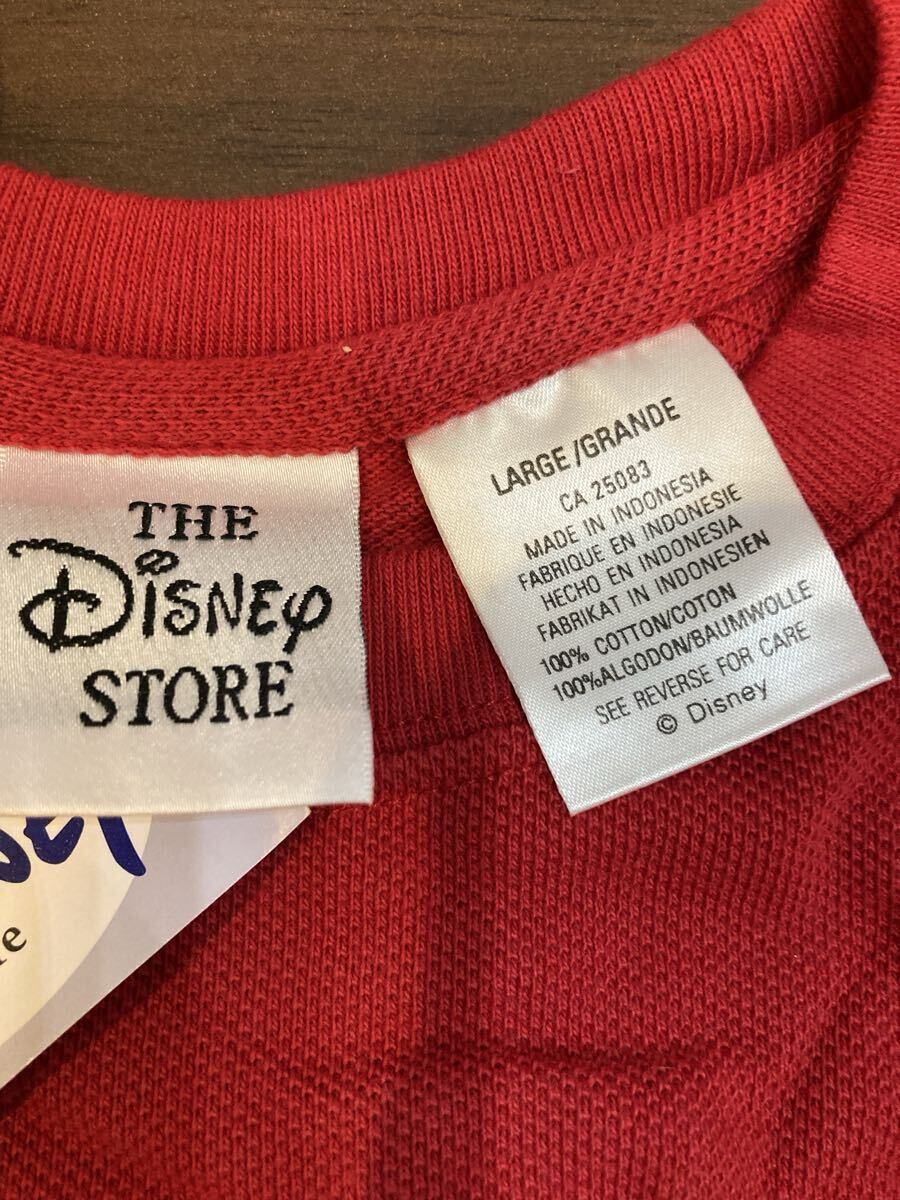 THE
Disney
STORE
LARGE/GRANDE
CA 25083
MADE IN INDONESIA
FABRIQUE EN INDONESIE
HECHO EN INDONESIA
FABRIKAT IN INDONESIEN
100% COTTON/COTON
100%ALGODON/BAUMWOLLE
SEE REVERSE FOR CARE
© Disney